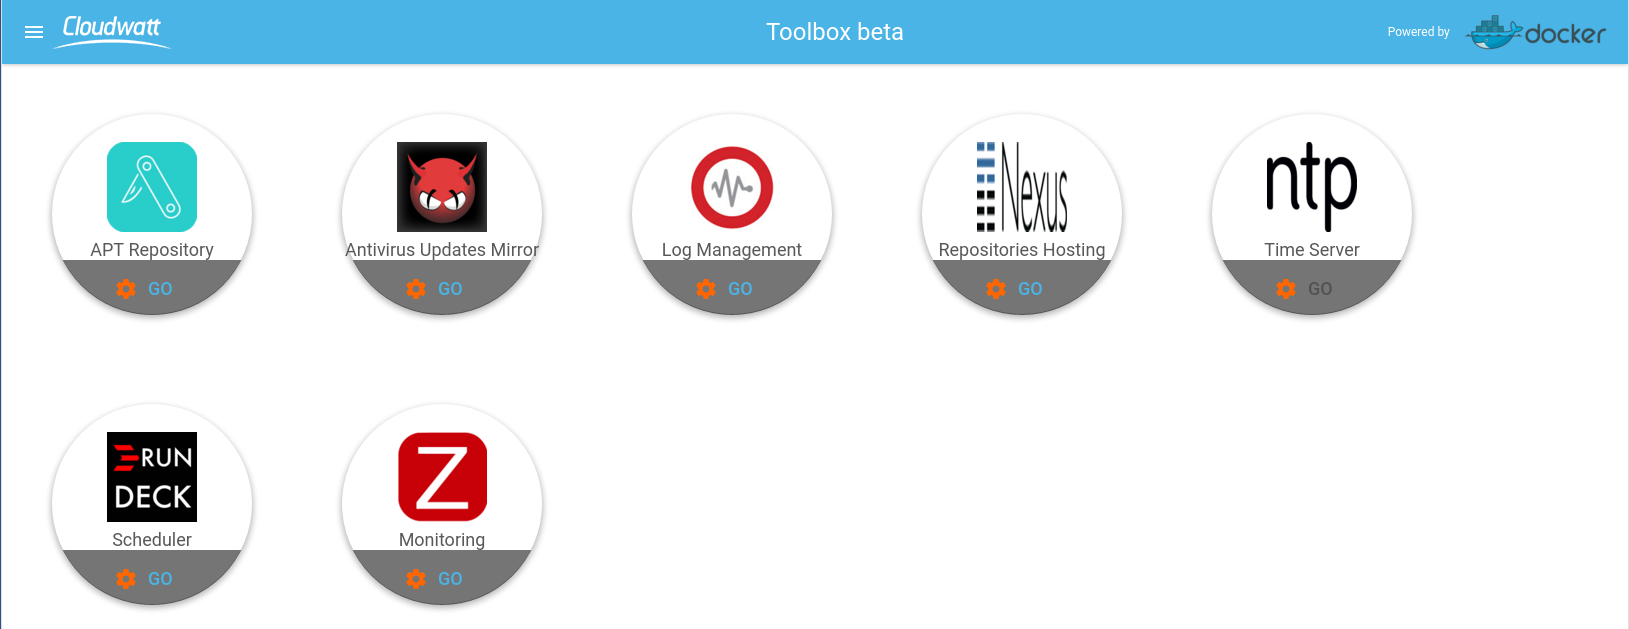 Cloudwatt
Toolbox beta
Powered by
docker
APT Repository
GO
Antivirus Updates Mirror
GO
Log Management
GO
Nexus
Repositories Hosting
GO
ntp
Time Server
GO
RUN
DECK
Scheduler
GO
Z
Monitoring
GO